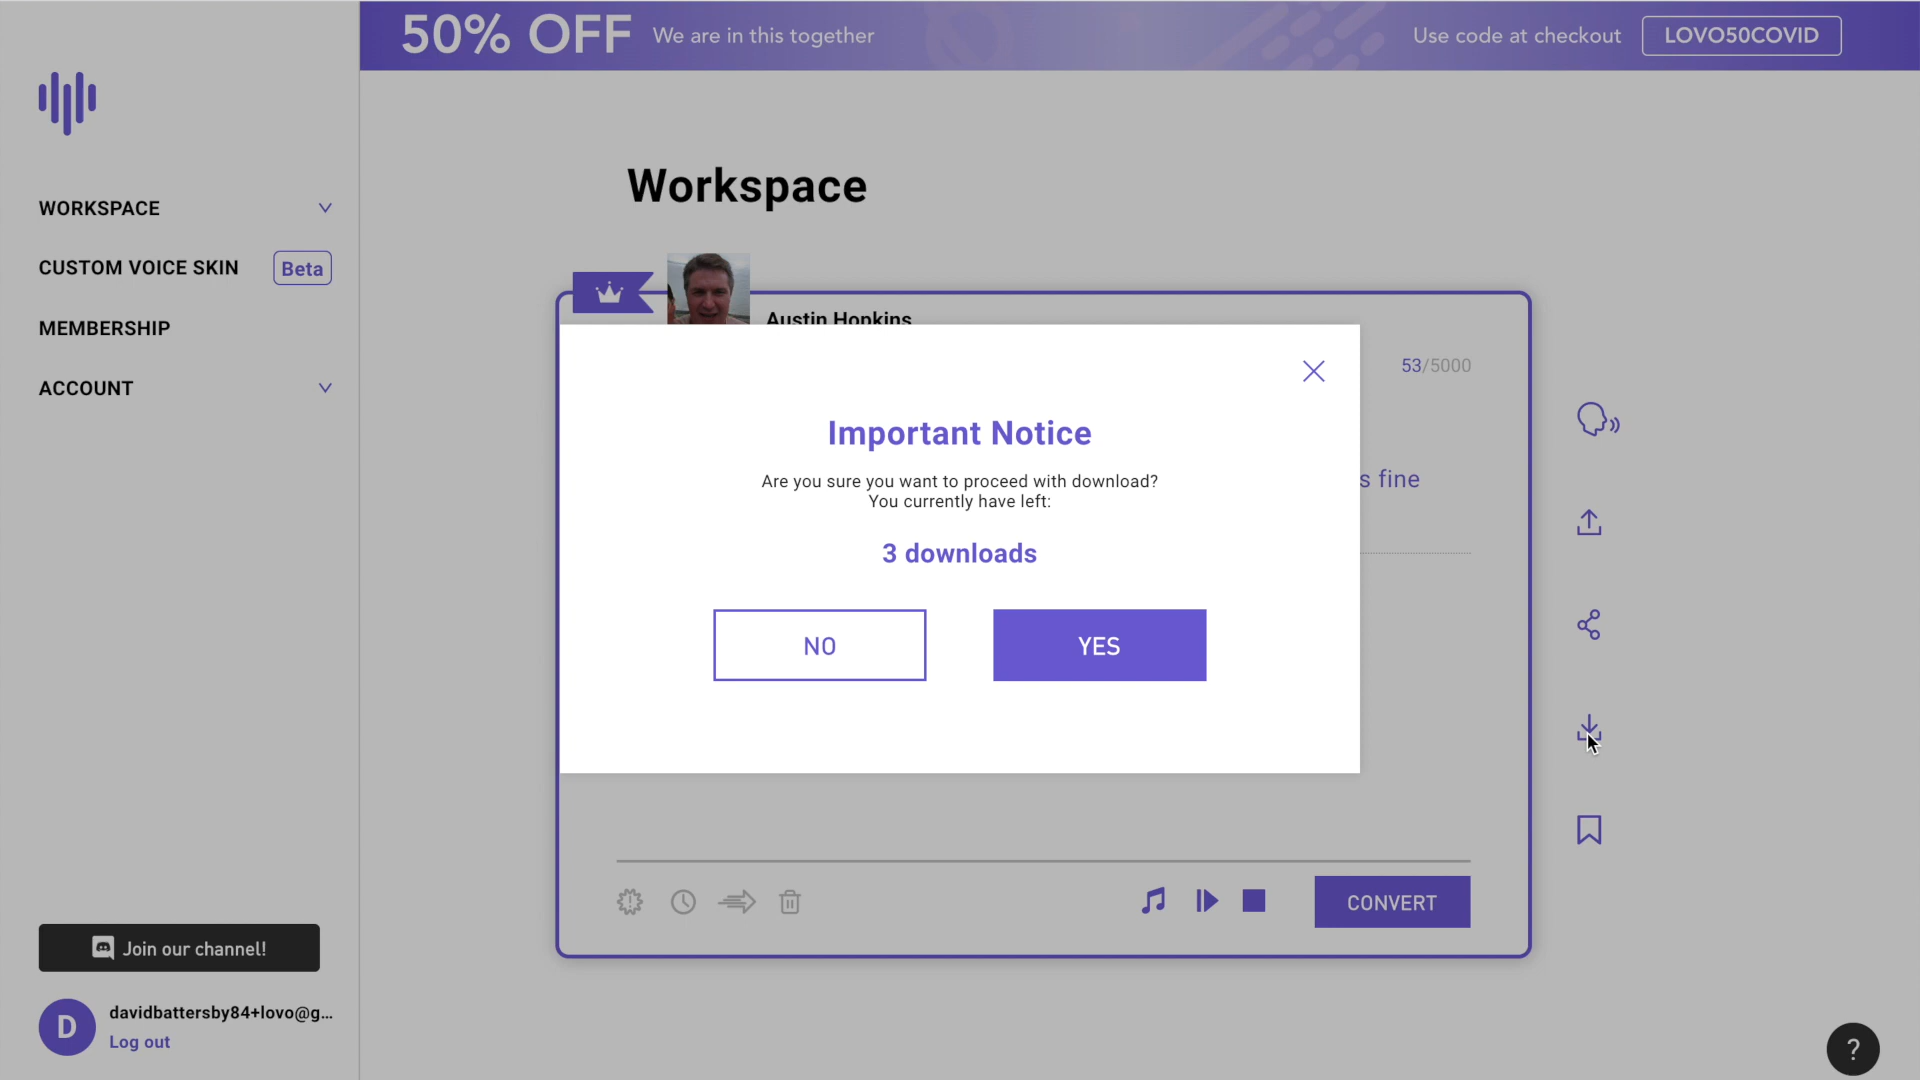 50% OFF We are in this together Use code at checkout LOVO50COVID
WORKSPACE
CUSTOM VOICE SKIN Beta
MEMBERSHIP
ACCOUNT
Workspace
Austin Hopkins
53/5000
s fine
Important Notice
Are you sure you want to proceed with download?
You currently have left:
3 downloads
NO YES
CONVERT
Join our channel!
D davidbattersby84+lovo@g...
Log out
?